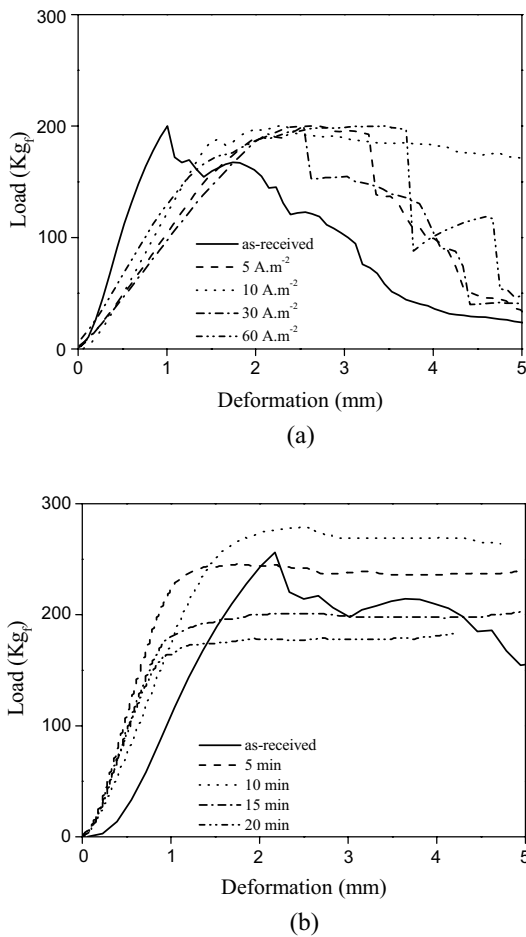 300
200
100
0
Load (Kgf)
as-received
5 A.m-2
10 A.m-2
30 A.m-2
60 A.m-2
0 1 2 3 4 5
Deformation (mm)
(a)
300
200
100
0
Load (Kgf)
as-received
5 min
10 min
15 min
20 min
0 1 2 3 4 5
Deformation (mm)
(b)